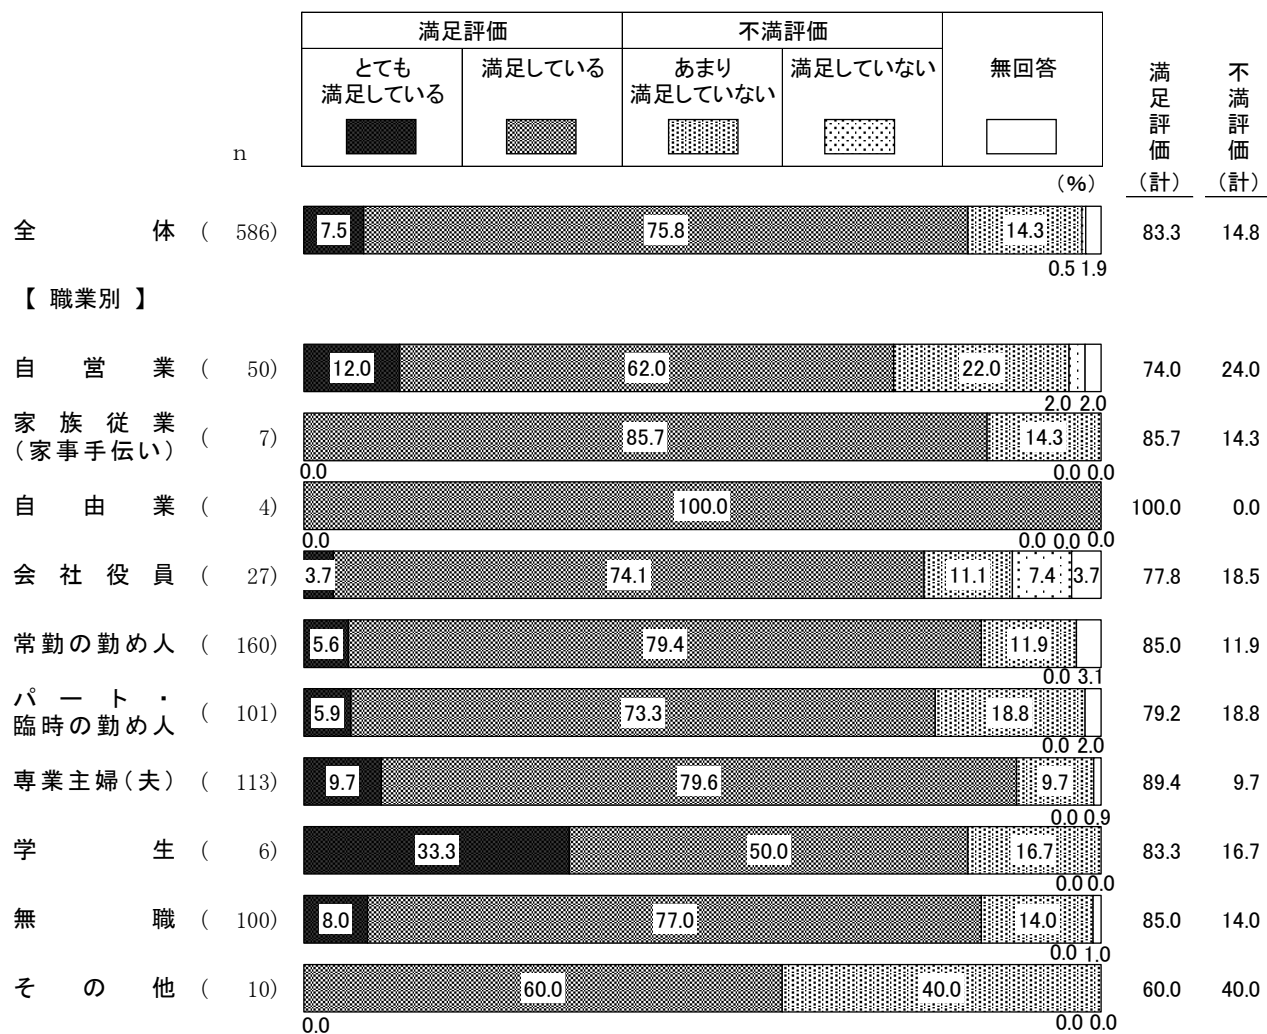 満足評価 不満評価
とても 満足している あまり 満足していない 無回答
満足している 満足していない
満足評価 不満評価
n
(%) (計) (計)
全体 ( 586) 7.5 75.8 14.3 83.3 14.8
0.5 1.9
【 職業別 】
自営業 ( 50) 12.0 62.0 22.0 74.0 24.0
2.0 2.0
家族従業
(家事手伝い) ( 7) 85.7 14.3 85.7 14.3
0.0 0.0 0.0
自由業 ( 4) 100.0 100.0 0.0
0.0 0.0 0.0 0.0
会社役員 ( 27) 3.7 74.1 11.1 7.4 3.7 77.8 18.5
常勤の勤め人 ( 160) 5.6 79.4 11.9 85.0 11.9
0.0 3.1
パート・
臨時の勤め人 ( 101) 5.9 73.3 18.8 79.2 18.8
0.0 2.0
専業主婦(夫) ( 113) 9.7 79.6 9.7 89.4 9.7
0.0 0.9
学生 ( 6) 33.3 50.0 16.7 83.3 16.7
0.0 0.0
無職 ( 100) 8.0 77.0 14.0 85.0 14.0
0.0 1.0
その他 ( 10) 60.0 40.0 60.0 40.0
0.0 0.0 0.0